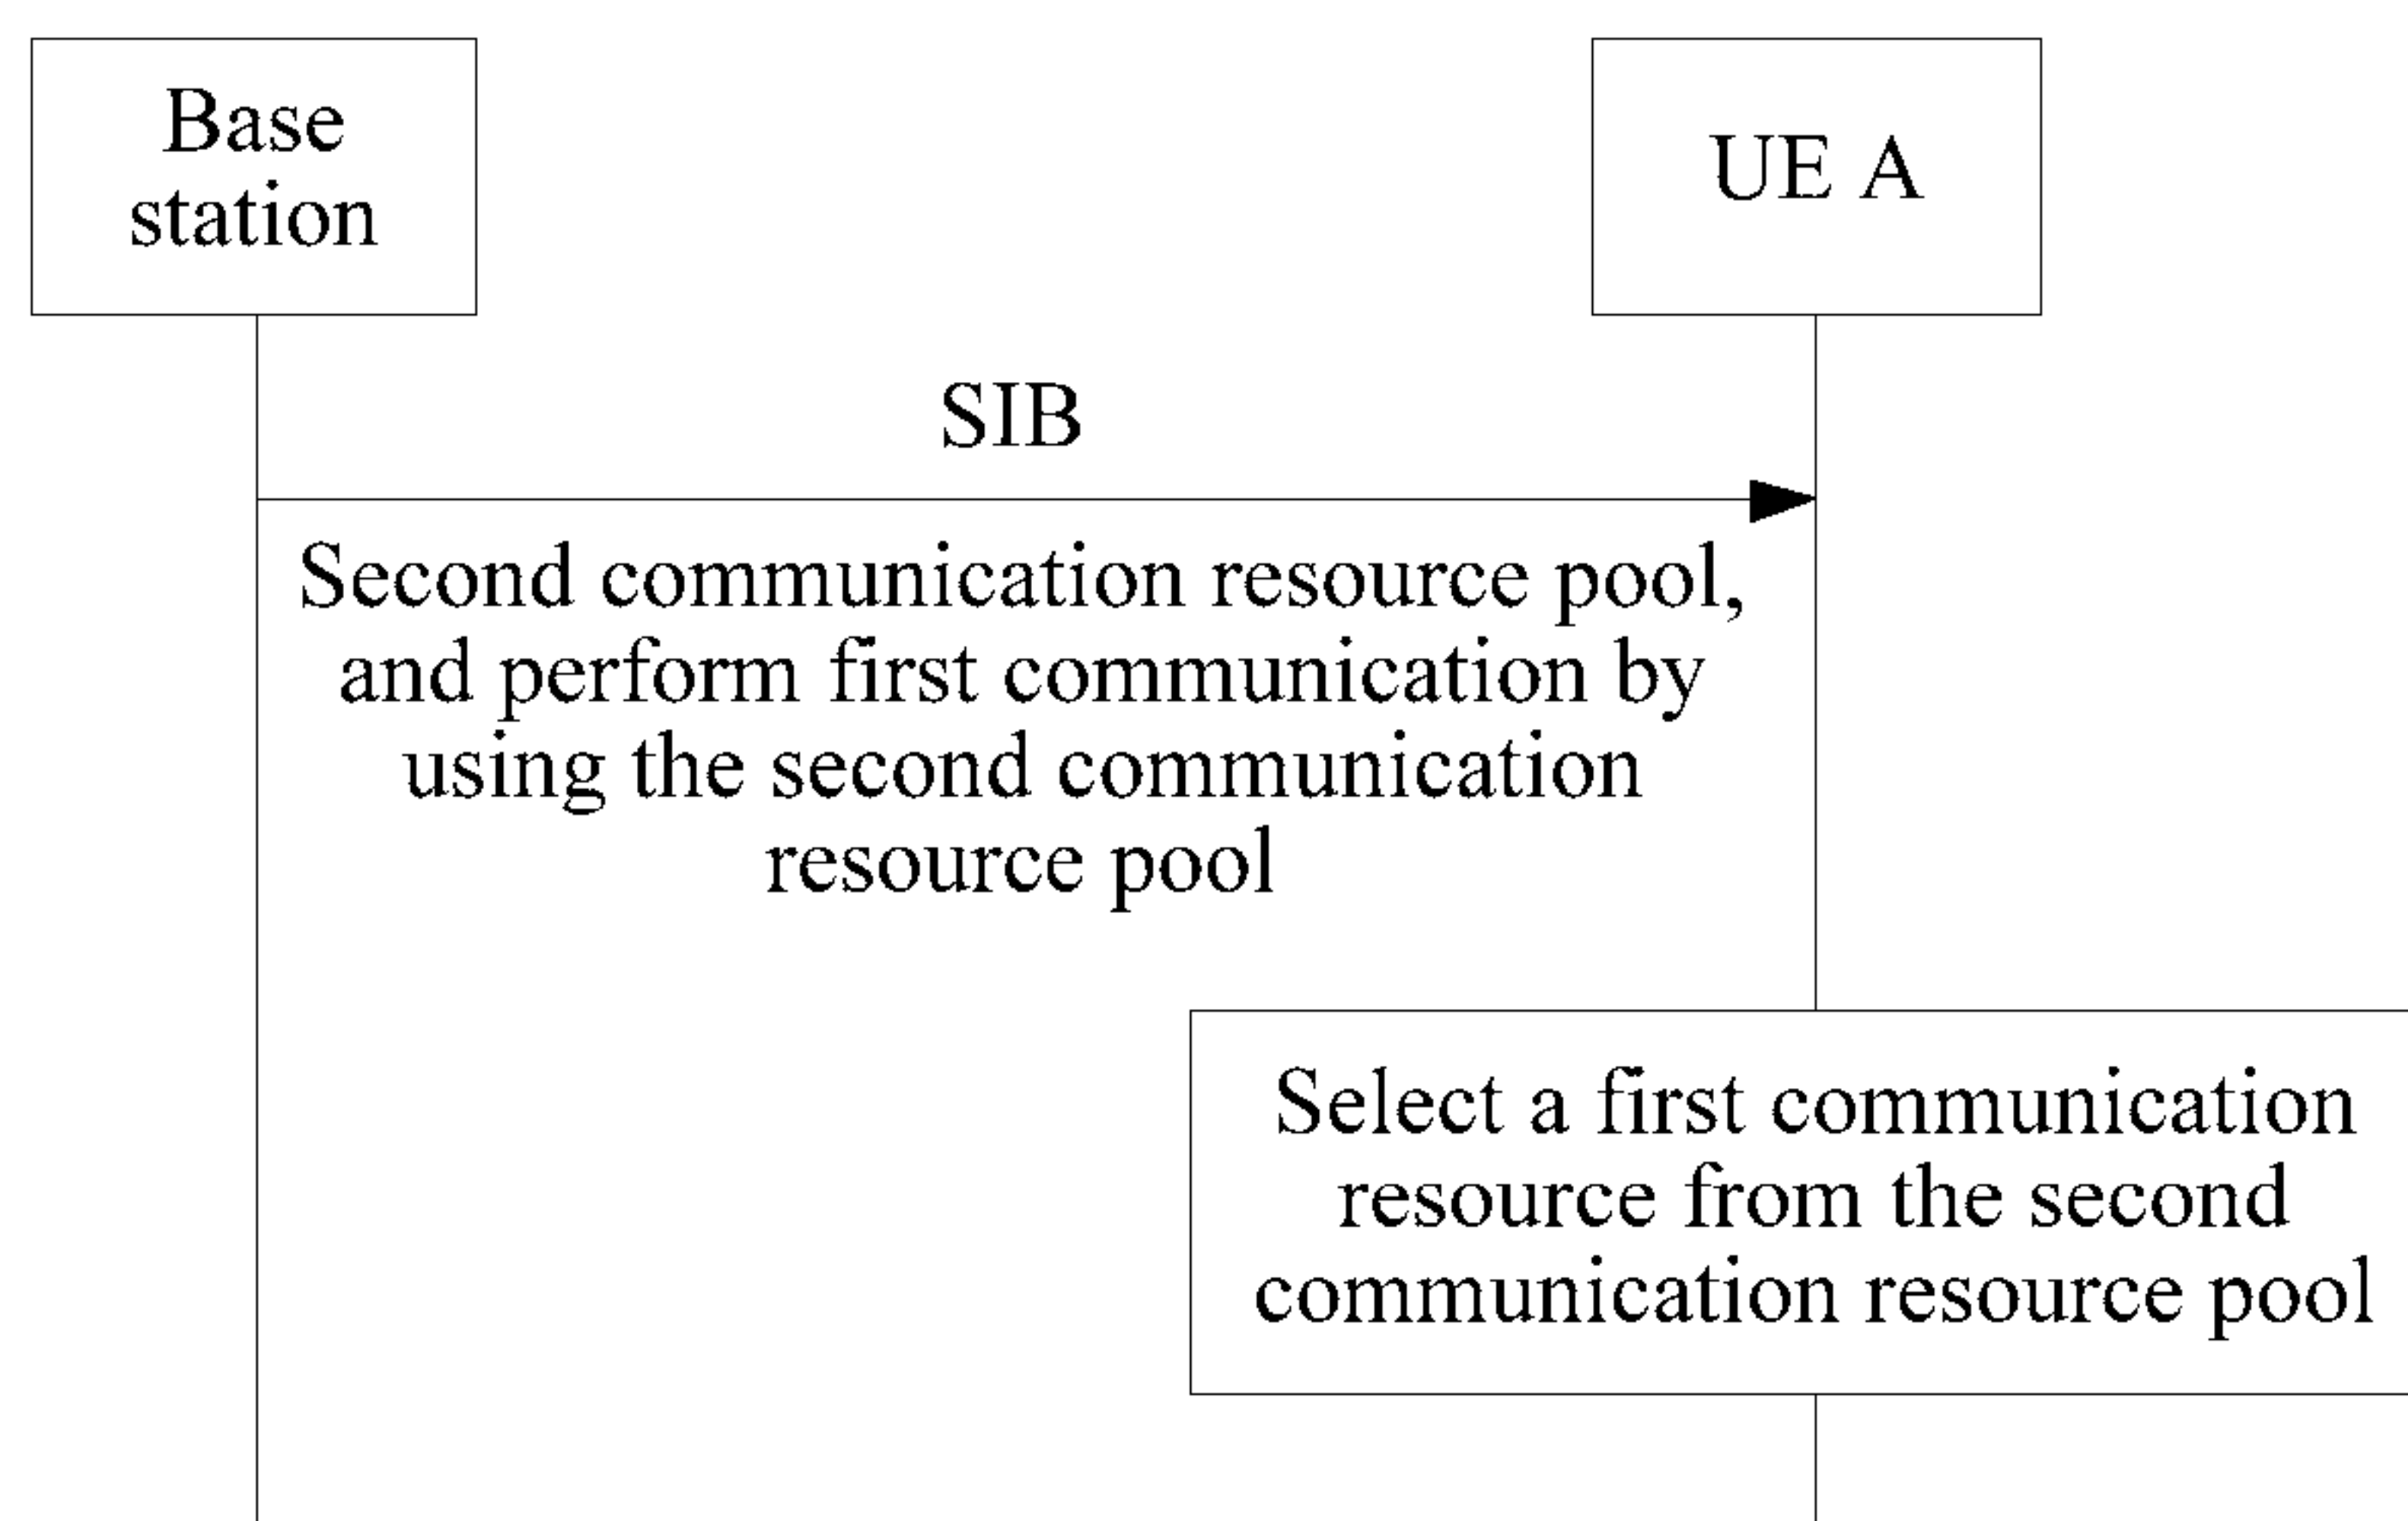 Base
station
UE A
SIB
Second communication resource pool,
and perform first communication by
using the second communication
resource pool
Select a first communication
resource from the second
communication resource pool